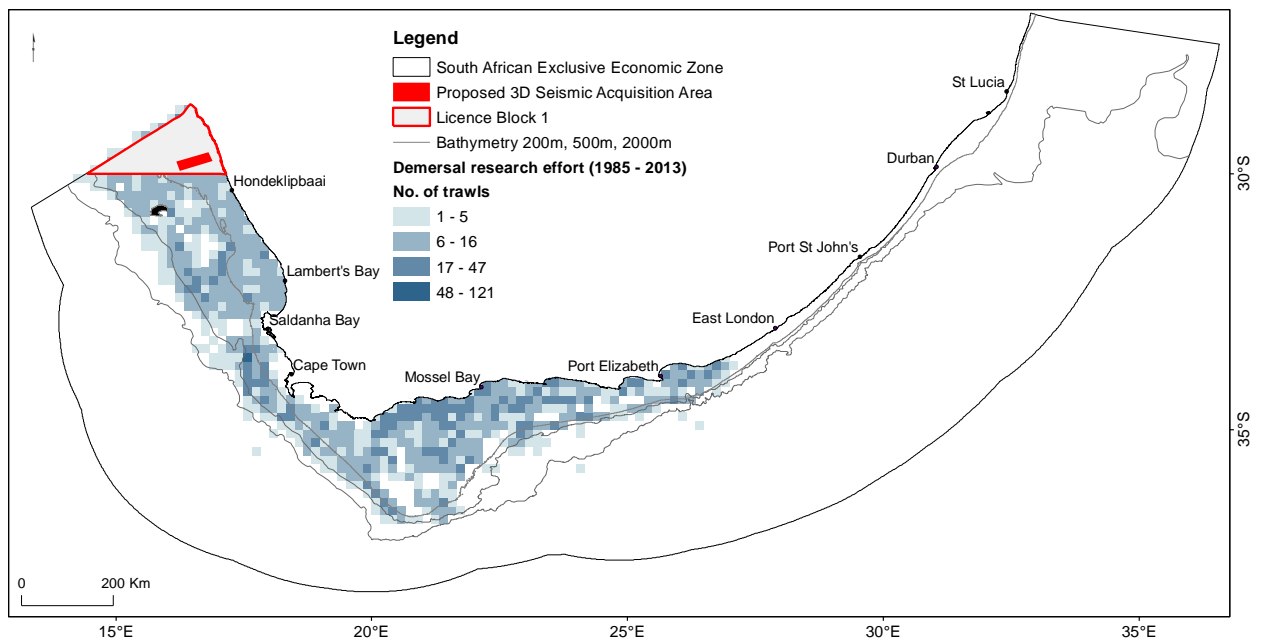 Legend
South African Exclusive Economic Zone
Proposed 3D Seismic Acquisition Area
Licence Block 1
Bathymetry 200m, 500m, 2000m
Demersal research effort (1985 - 2013)
No. of trawls
1 - 5
6 - 16
17 - 47
48 - 121
St Lucia
Durban
30°S
Hondeklipbaai
Port St John's
Lambert's Bay
Saldanha Bay
East London
Cape Town
Port Elizabeth
Mossel Bay
35°S
0 200 Km
15°E 20°E 25°E 30°E 35°E